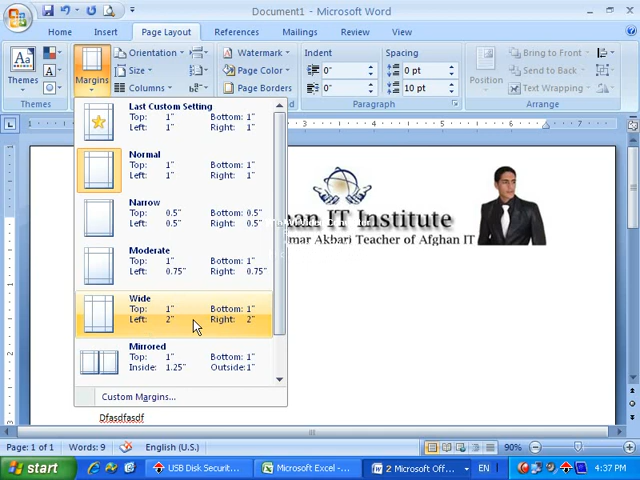 Document1 - Microsoft Word
Home Insert Page Layout References Mailings Review View
Themes Margins Orientation Size Columns Watermark Page Color Page Borders Indent 0" 0" Spacing 0 pt 10 pt Position Bring to Front Send to Back Text Wrapping
Themes Paragraph Arrange
Last Custom Setting
Top: 1" Bottom: 1"
Left: 1" Right: 1"
Normal
Top: 1" Bottom: 1"
Left: 1" Right: 1"
Narrow
Top: 0.5" Bottom: 0.5"
Left: 0.5" Right: 0.5"
Moderate
Top: 1" Bottom: 1"
Left: 0.75" Right: 0.75"
Wide
Top: 1" Bottom: 1"
Left: 2" Right: 2"
Mirrored
Top: 1" Bottom: 1"
Inside: 1.25" Outside: 1"
Custom Margins...
han IT Institute
mar Akbari Teacher of Afghan IT
Dfasdfasdf
Page: 1 of 1 Words: 9 English (U.S.) 90%
start USB Disk Securit... Microsoft Excel -... 2 Microsoft Off... EN 4:37 PM